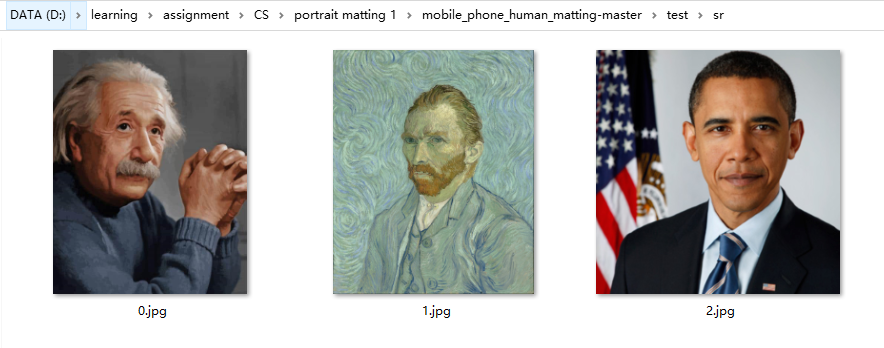 DATA (D:) > learning > assignment > CS > portrait matting 1 > mobile_phone_human_matting-master > test > sr
0.jpg
1.jpg
2.jpg